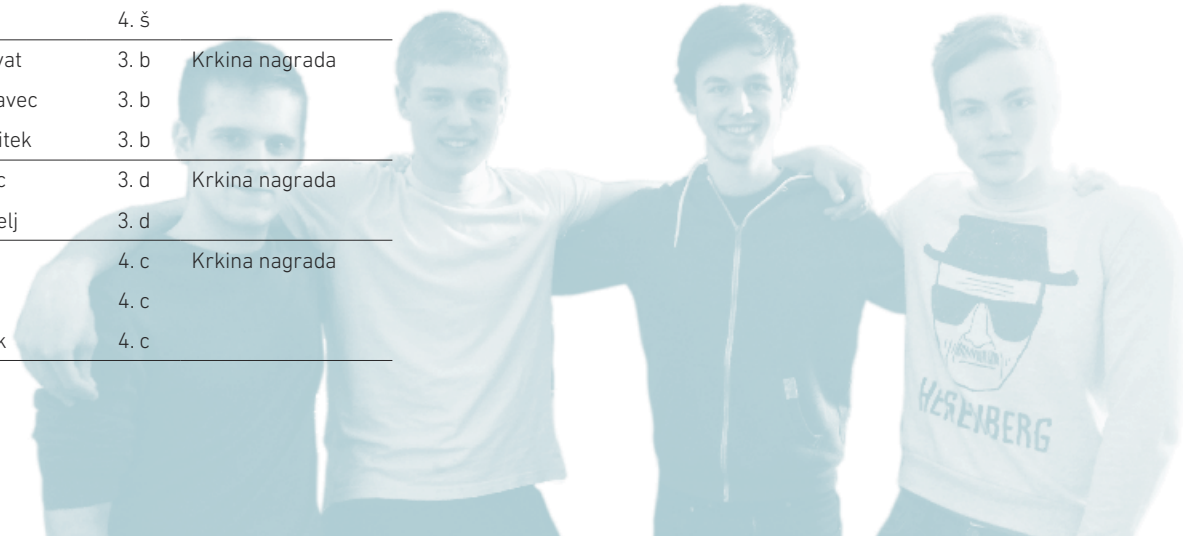 4. š
vat 3. b Krkina nagrada
avec 3. b
itek 3. b
c 3. d Krkina nagrada
elj 3. d
4. c Krkina nagrada
4. c
k 4. c
HEISENBERG